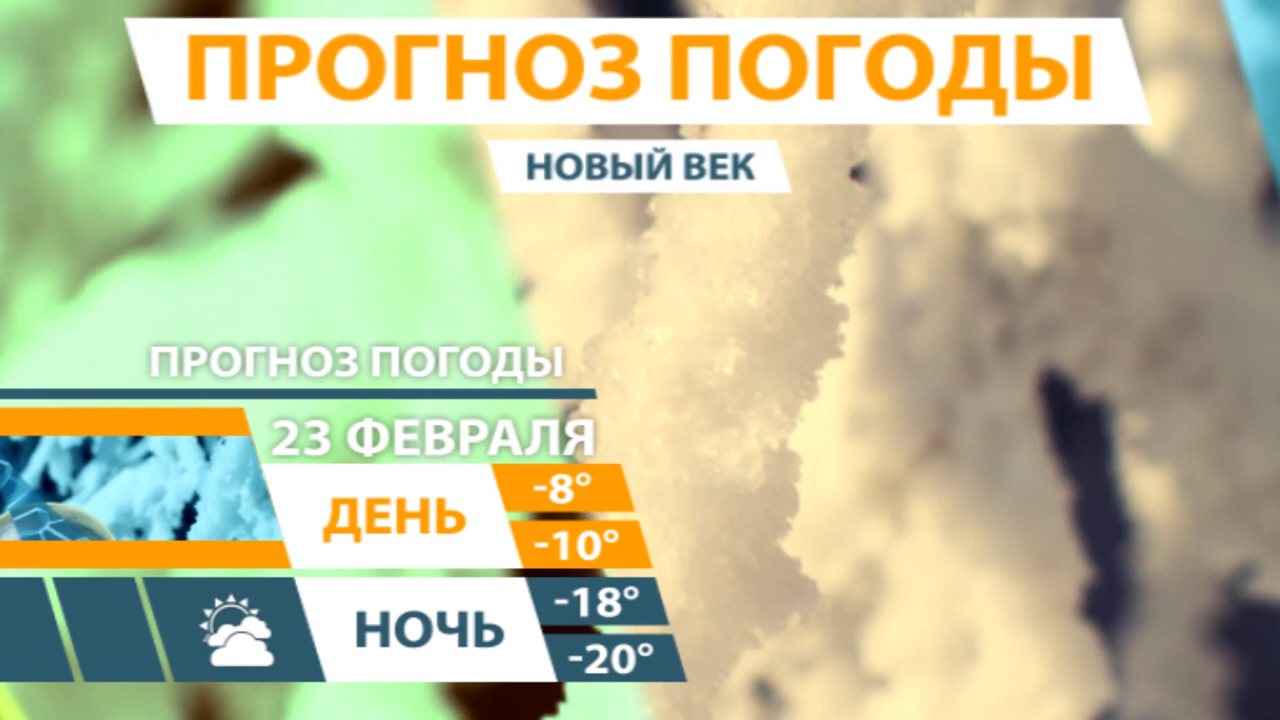 ПРОГНОЗ ПОГОДЫ
НОВЫЙ ВЕК
ПРОГНОЗ ПОГОДЫ
23 ФЕВРАЛЯ
ДЕНЬ
-8°
-10°
НОЧЬ
-18°
-20°